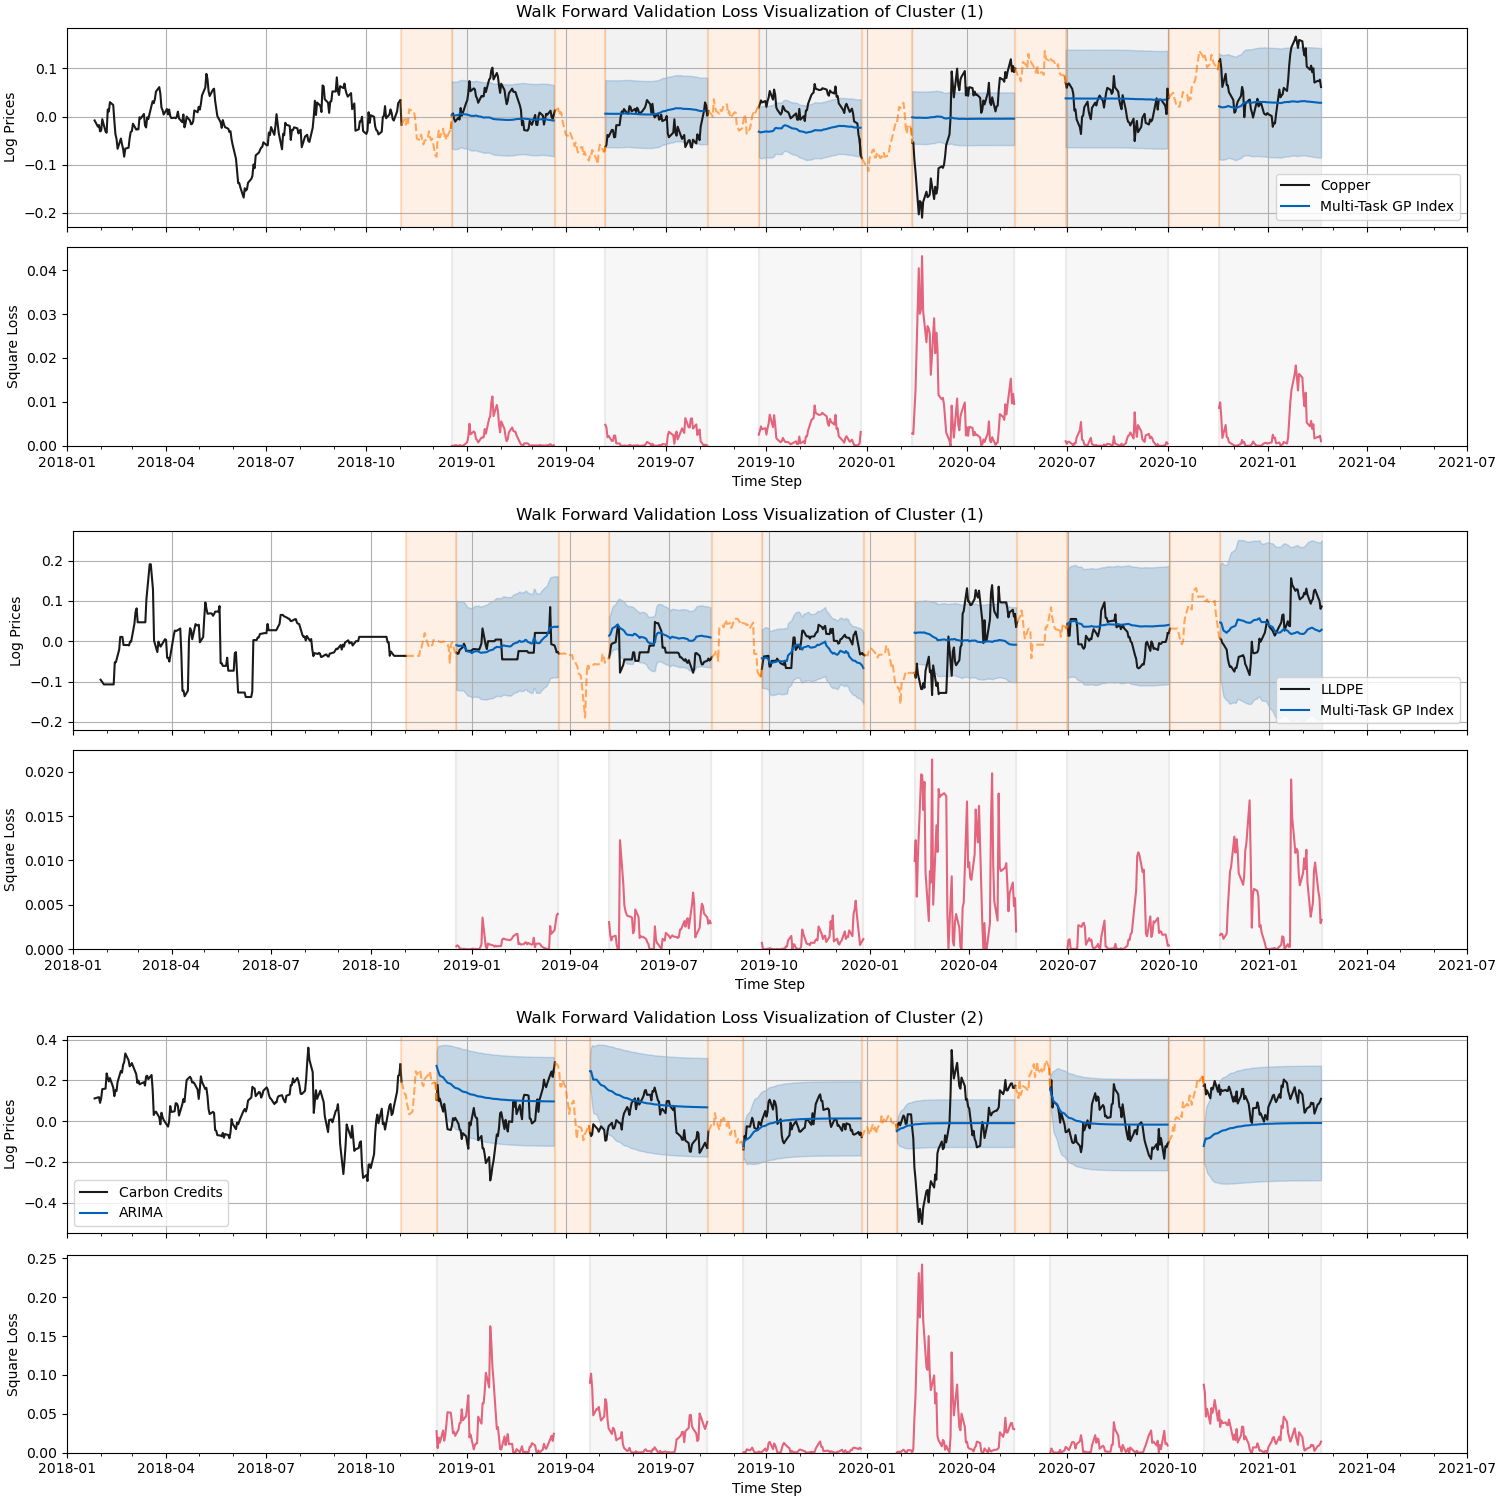 Walk Forward Validation Loss Visualization of Cluster (1)
Log Prices
0.1
0.0
−0.1
−0.2
Copper
Multi-Task GP Index
Square Loss
0.04
0.03
0.02
0.01
0.00
2018-01 2018-04 2018-07 2018-10 2019-01 2019-04 2019-07 2019-10 2020-01 2020-04 2020-07 2020-10 2021-01 2021-04 2021-07
Time Step
Walk Forward Validation Loss Visualization of Cluster (1)
Log Prices
0.2
0.1
0.0
−0.1
−0.2
LLDPE
Multi-Task GP Index
Square Loss
0.020
0.015
0.010
0.005
0.000
2018-01 2018-04 2018-07 2018-10 2019-01 2019-04 2019-07 2019-10 2020-01 2020-04 2020-07 2020-10 2021-01 2021-04 2021-07
Time Step
Walk Forward Validation Loss Visualization of Cluster (2)
Log Prices
0.4
0.2
0.0
−0.2
−0.4
Carbon Credits
ARIMA
Square Loss
0.25
0.20
0.15
0.10
0.05
0.00
2018-01 2018-04 2018-07 2018-10 2019-01 2019-04 2019-07 2019-10 2020-01 2020-04 2020-07 2020-10 2021-01 2021-04 2021-07
Time Step